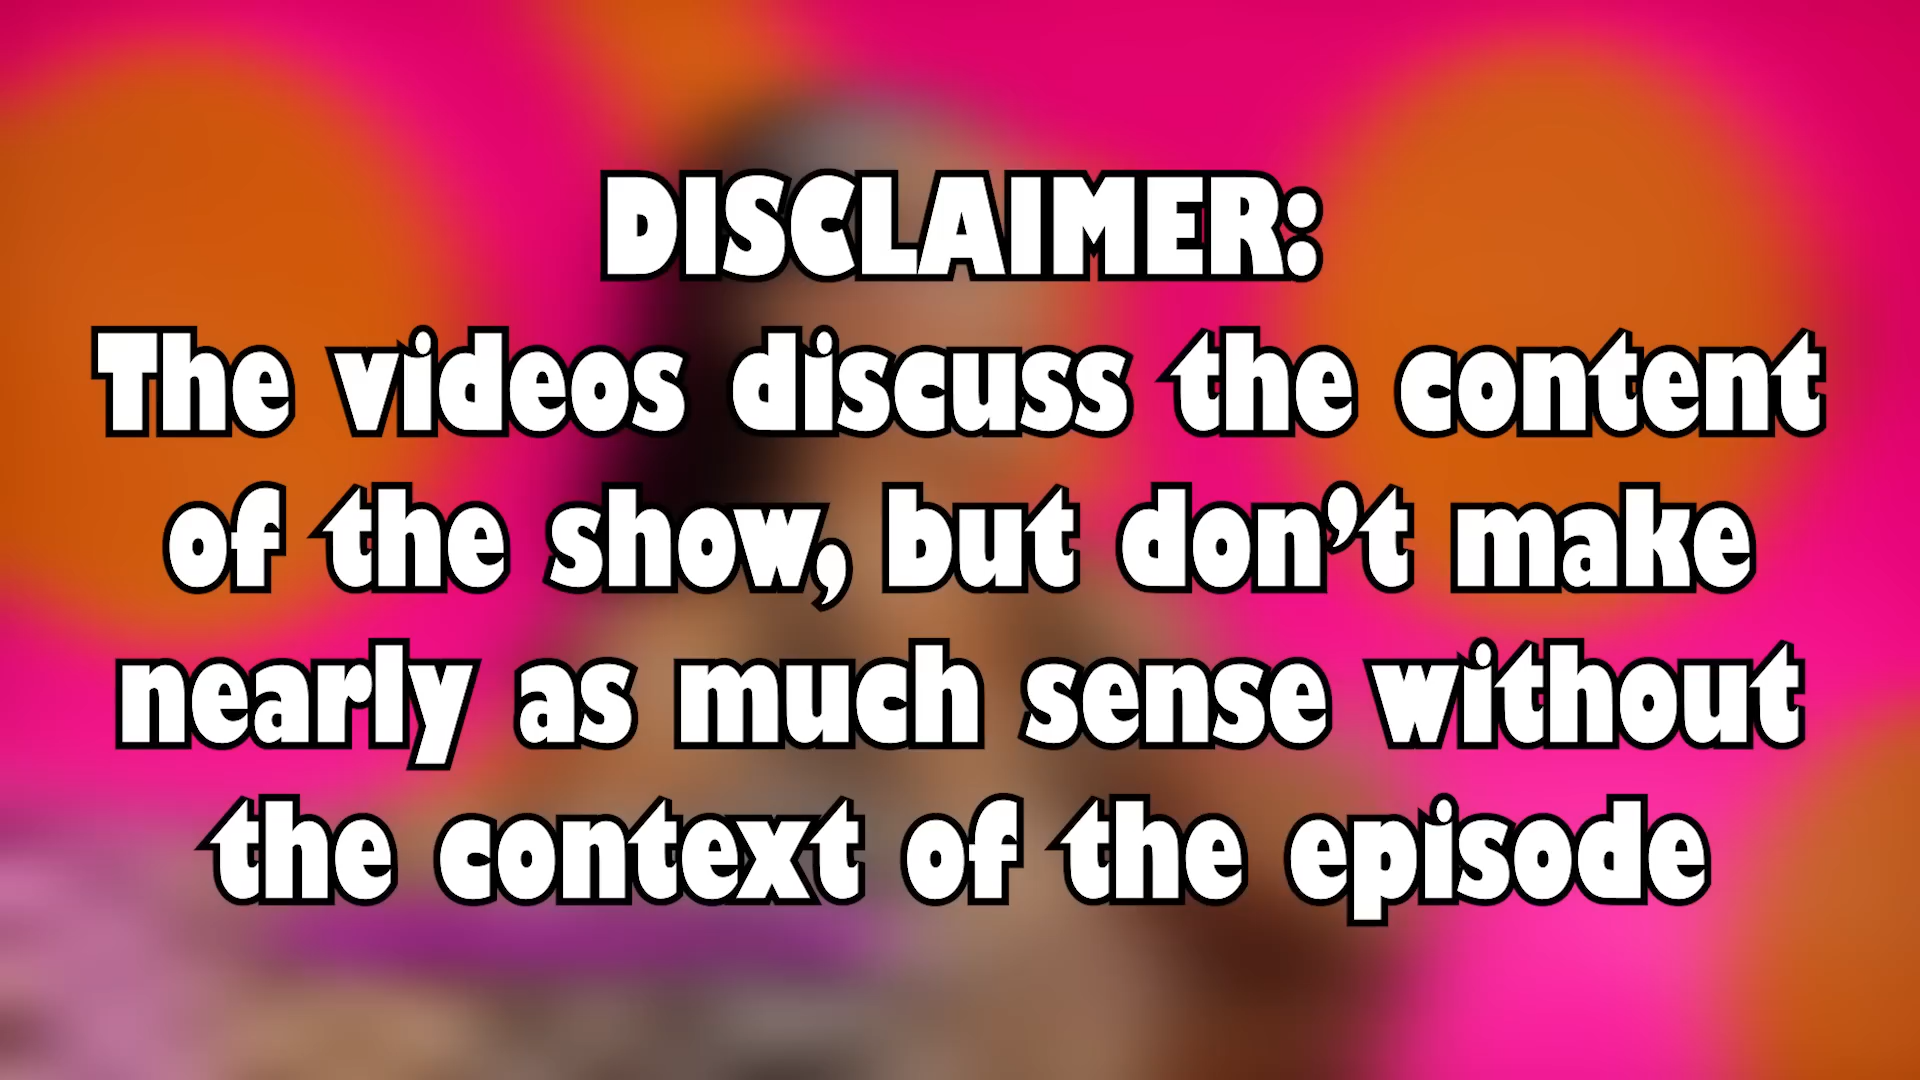 DISCLAIMER:
The videos discuss the content
of the show, but don’t make
nearly as much sense without
the context of the episode